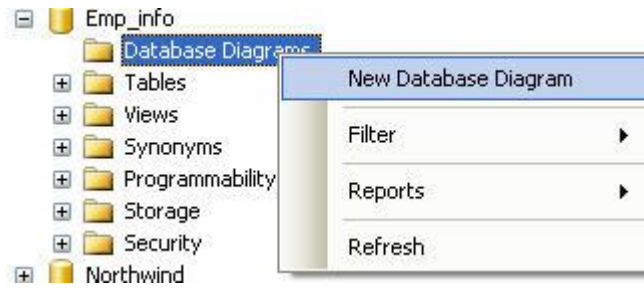 Emp_info
Database Diagrams
Tables
Views
Synonyms
Programmability
Storage
Security
Northwind
New Database Diagram
Filter
Reports
Refresh